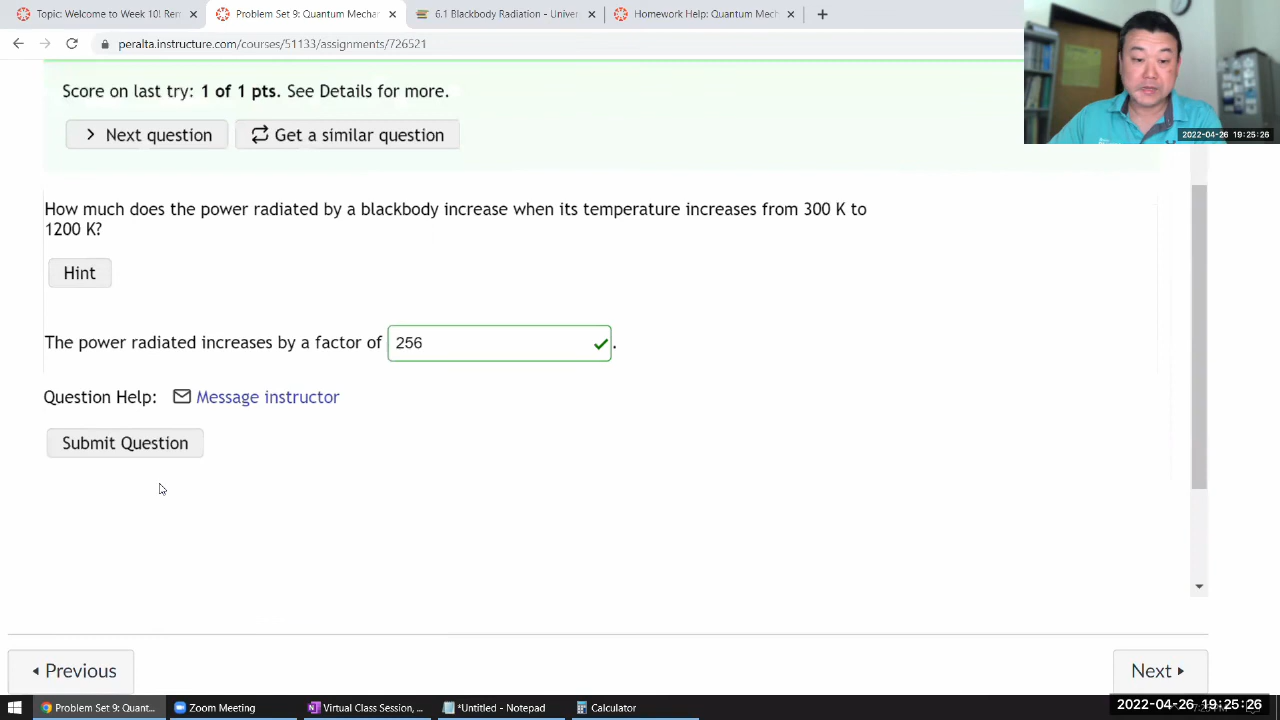 Topic: Welcome to Week 10! Rem
Problem Set 9: Quantum Mechar
6.1 Blackbody Radiation - Univer
Homework Help: Quantum Mech
peralta.instructure.com/courses/51133/assignments/726521
2022-04-26 19:25:26
Score on last try: 1 of 1 pts. See Details for more.
Next question
Get a similar question
How much does the power radiated by a blackbody increase when its temperature increases from 300 K to
1200 K?
Hint
The power radiated increases by a factor of 256 .
Question Help: Message instructor
Submit Question
Previous
Next
Problem Set 9: Quant...
Zoom Meeting
Virtual Class Session, ...
*Untitled - Notepad
Calculator
2022-04-26 19:25:26